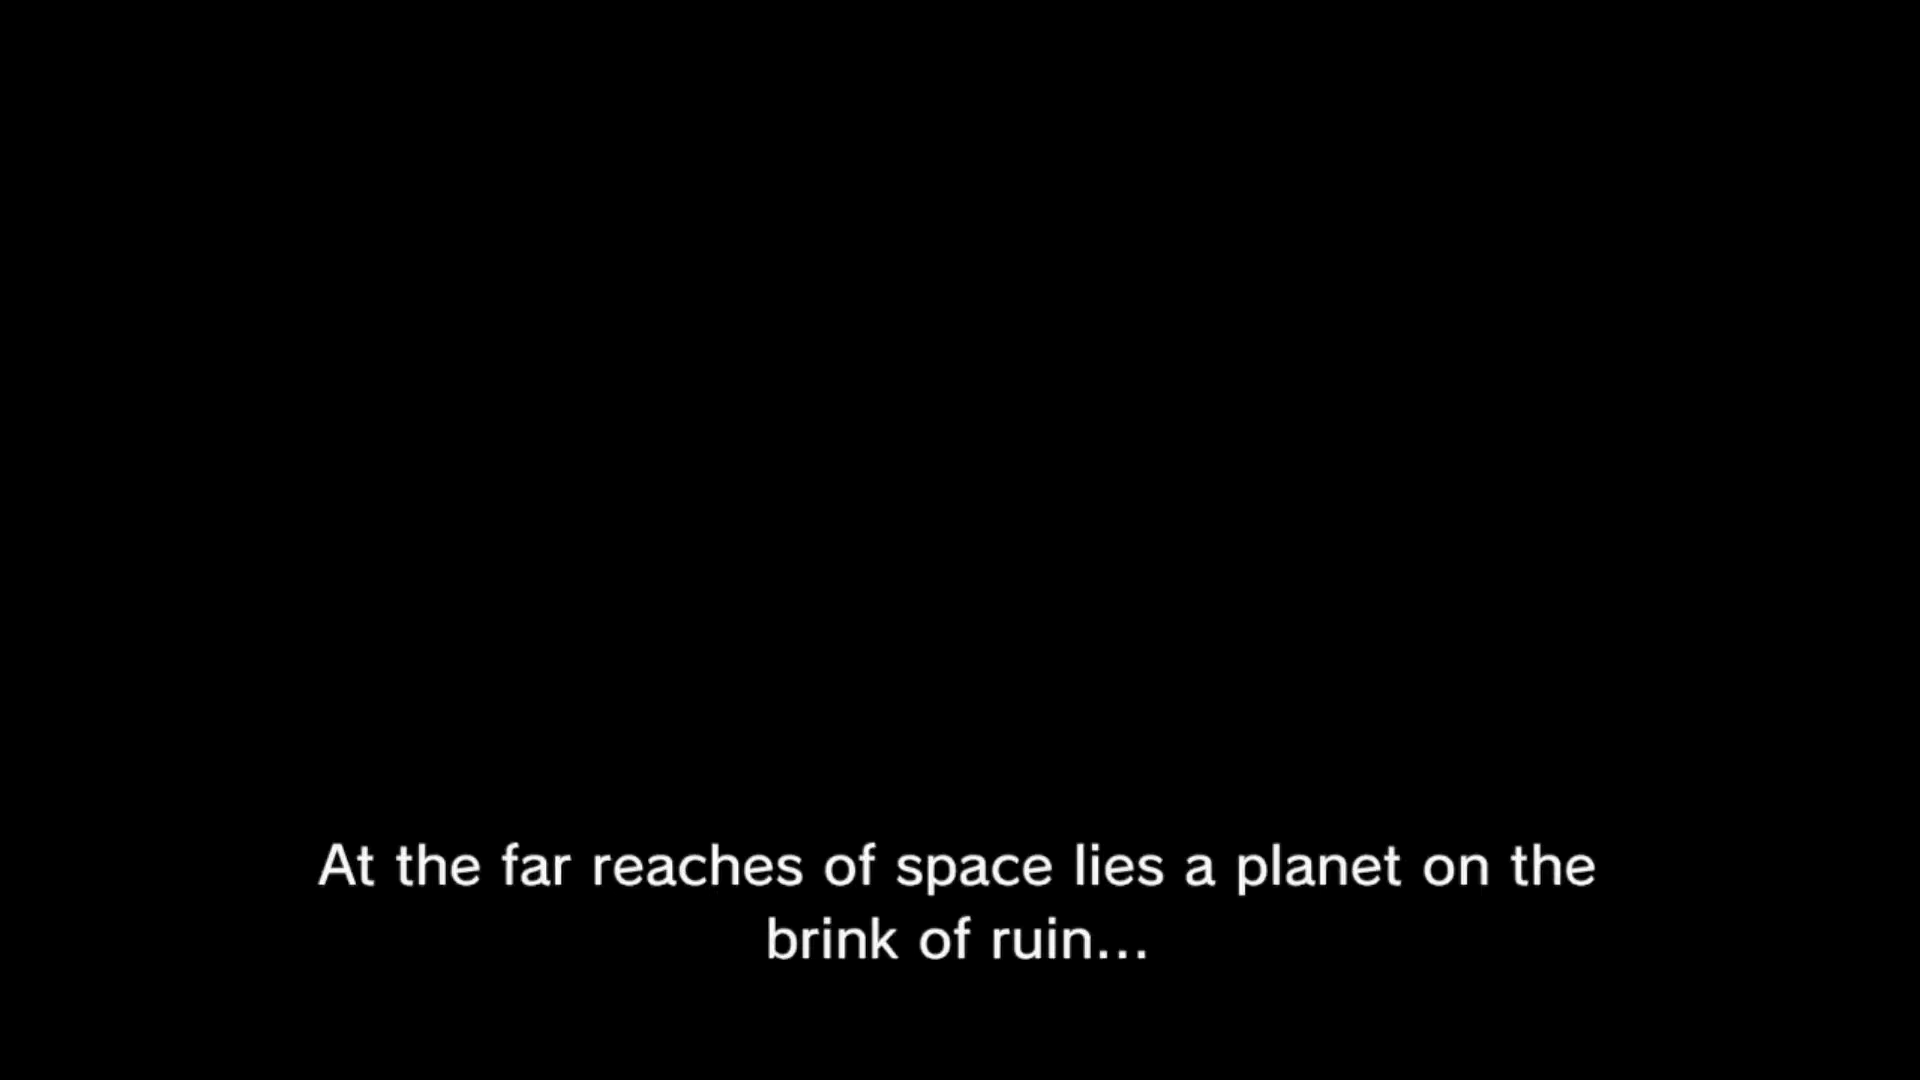 At the far reaches of space lies a planet on the
brink of ruin...